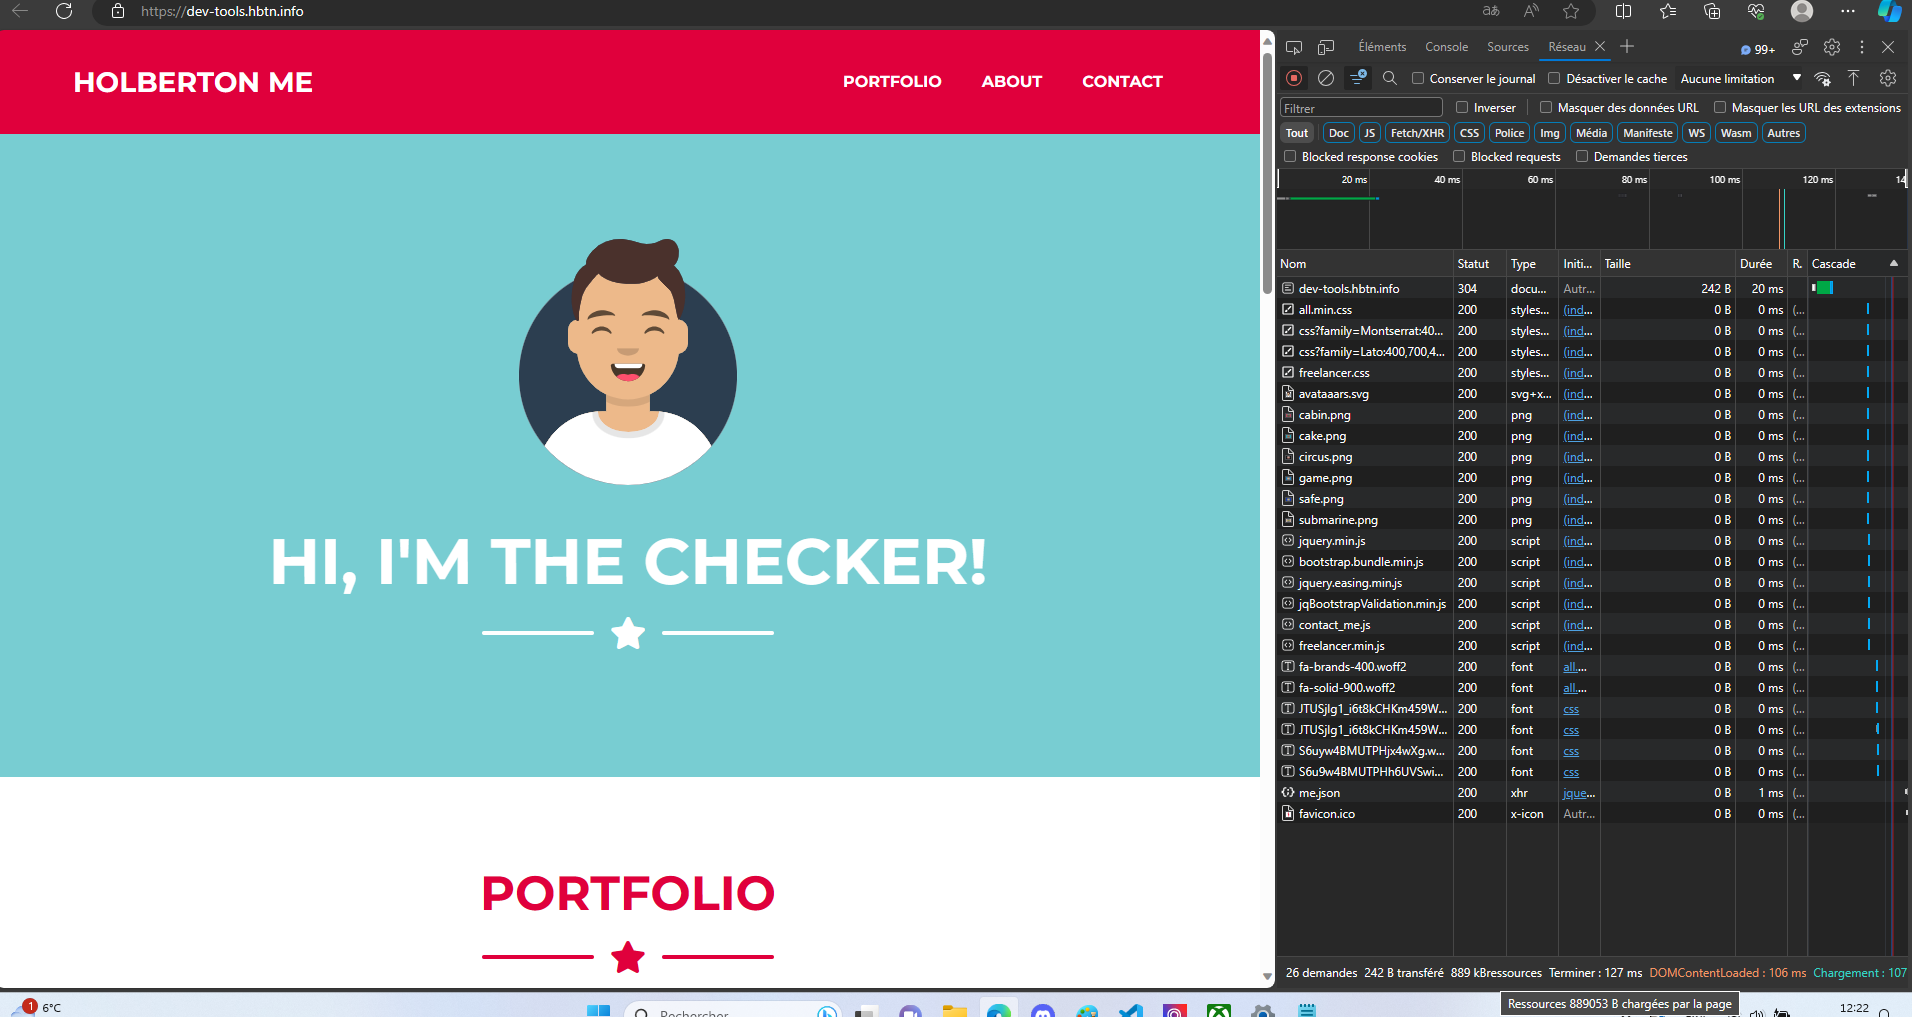 https://dev-tools.hbtn.info
HOLBERTON ME
PORTFOLIO ABOUT CONTACT
HI, I'M THE CHECKER!
PORTFOLIO
Éléments Console Sources Réseau 99+
Conserver le journal Désactiver le cache Aucune limitation
Filtrer Inverser Masquer des données URL Masquer les URL des extensions
Tout Doc JS Fetch/XHR CSS Police Img Média Manifeste WS Wasm Autres
Blocked response cookies Blocked requests Demandes tierces
20 ms 40 ms 60 ms 80 ms 100 ms 120 ms 14
Nom Statut Type Initi... Taille Durée R. Cascade
dev-tools.hbtn.info 304 docu... Autr... 242 B 20 ms
all.min.css 200 styles... (ind... 0 B 0 ms (...
css?family=Montserrat:40... 200 styles... (ind... 0 B 0 ms (...
css?family=Lato:400,700,4... 200 styles... (ind... 0 B 0 ms (...
freelancer.css 200 styles... (ind... 0 B 0 ms (...
avataaars.svg 200 svg+x... (ind... 0 B 0 ms (...
cabin.png 200 png (ind... 0 B 0 ms (...
cake.png 200 png (ind... 0 B 0 ms (...
circus.png 200 png (ind... 0 B 0 ms (...
game.png 200 png (ind... 0 B 0 ms (...
safe.png 200 png (ind... 0 B 0 ms (...
submarine.png 200 png (ind... 0 B 0 ms (...
jquery.min.js 200 script (ind... 0 B 0 ms (...
bootstrap.bundle.min.js 200 script (ind... 0 B 0 ms (...
jquery.easing.min.js 200 script (ind... 0 B 0 ms (...
jqBootstrapValidation.min.js 200 script (ind... 0 B 0 ms (...
contact_me.js 200 script (ind... 0 B 0 ms (...
freelancer.min.js 200 script (ind... 0 B 0 ms (...
fa-brands-400.woff2 200 font all.... 0 B 0 ms (...
fa-solid-900.woff2 200 font all.... 0 B 0 ms (...
JTUSjIg1_i6t8kCHKm459W... 200 font css 0 B 0 ms (...
JTUSjIg1_i6t8kCHKm459W... 200 font css 0 B 0 ms (...
S6uyw4BMUTPHjx4wXg.w... 200 font css 0 B 0 ms (...
S6u9w4BMUTPHh6UVSwi... 200 font css 0 B 0 ms (...
me.json 200 xhr jque... 0 B 1 ms (...
favicon.ico 200 x-icon Autr... 0 B 0 ms (...
26 demandes 242 B transféré 889 kBressources Terminer : 127 ms DOMContentLoaded : 106 ms Chargement : 107
Ressources 889053 B chargées par la page
1 6°C
Rechercher
12:22